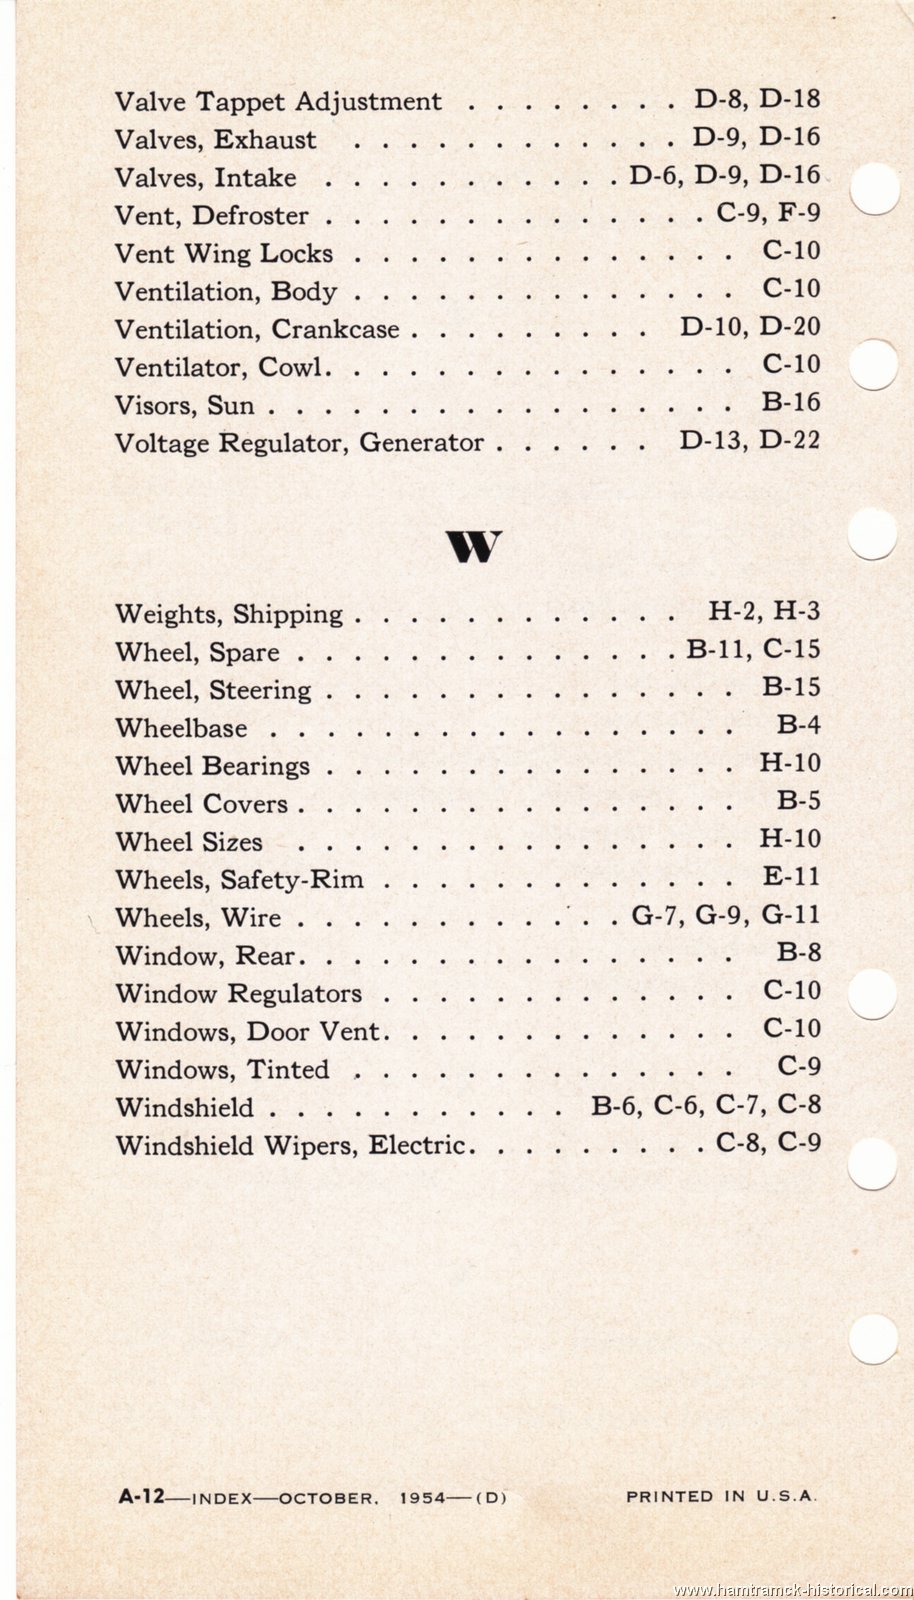 Valve Tappet Adjustment . . . . . . . . D-8, D-18
Valves, Exhaust . . . . . . . . . . . . D-9, D-16
Valves, Intake . . . . . . . . . . . D-6, D-9, D-16
Vent, Defroster . . . . . . . . . . . . . . C-9, F-9
Vent Wing Locks . . . . . . . . . . . . . . C-10
Ventilation, Body . . . . . . . . . . . . . . C-10
Ventilation, Crankcase . . . . . . . . . D-10, D-20
Ventilator, Cowl . . . . . . . . . . . . . . . C-10
Visors, Sun . . . . . . . . . . . . . . . . . B-16
Voltage Regulator, Generator . . . . . . D-13, D-22
W
Weights, Shipping . . . . . . . . . . . . H-2, H-3
Wheel, Spare . . . . . . . . . . . . . . B-11, C-15
Wheel, Steering . . . . . . . . . . . . . . . B-15
Wheelbase . . . . . . . . . . . . . . . . . B-4
Wheel Bearings . . . . . . . . . . . . . . . H-10
Wheel Covers . . . . . . . . . . . . . . . . B-5
Wheel Sizes . . . . . . . . . . . . . . . . H-10
Wheels, Safety-Rim . . . . . . . . . . . . . E-11
Wheels, Wire . . . . . . . . . . . . G-7, G-9, G-11
Window, Rear . . . . . . . . . . . . . . . . B-8
Window Regulators . . . . . . . . . . . . . C-10
Windows, Door Vent . . . . . . . . . . . . . C-10
Windows, Tinted . . . . . . . . . . . . . . C-9
Windshield . . . . . . . . . . . B-6, C-6, C-7, C-8
Windshield Wipers, Electric . . . . . . . . . C-8, C-9
A-12—INDEX—OCTOBER, 1954—(D) PRINTED IN U.S.A.
www.hamtramck-historical.com